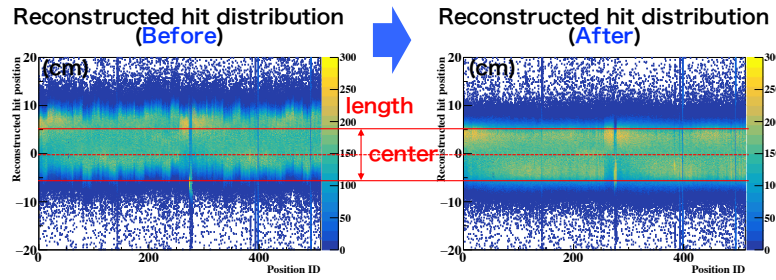 Reconstructed hit distribution
(Before)
Reconstructed hit distribution
(After)
Reconstructed hit position
(cm)
20
10
0
−10
−20
0
200
400
Position ID
300
250
200
150
100
50
0
length
center
Reconstructed hit position
(cm)
20
10
0
−10
−20
0
200
400
Position ID
300
250
200
150
100
50
0